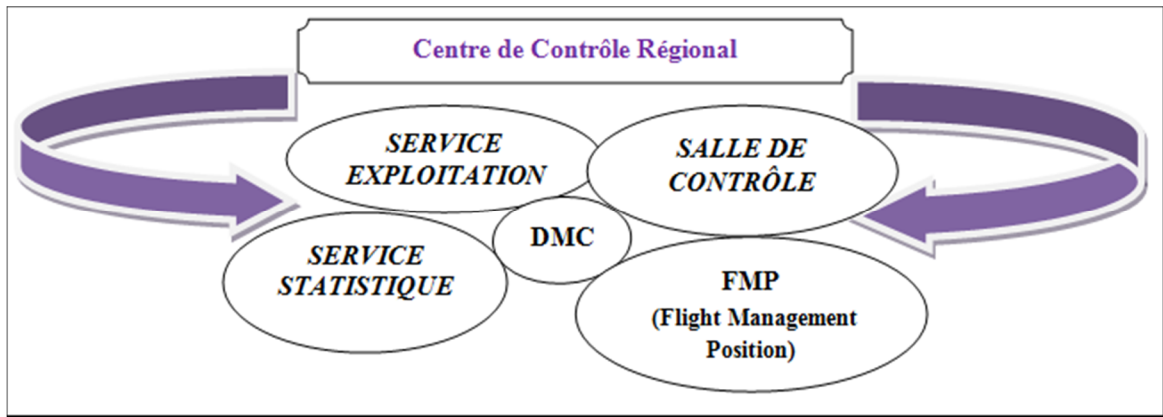 Centre de Contrôle Régional
SERVICE
EXPLOITATION
SALLE DE
CONTRÔLE
DMC
SERVICE
STATISTIQUE
FMP
(Flight Management
Position)